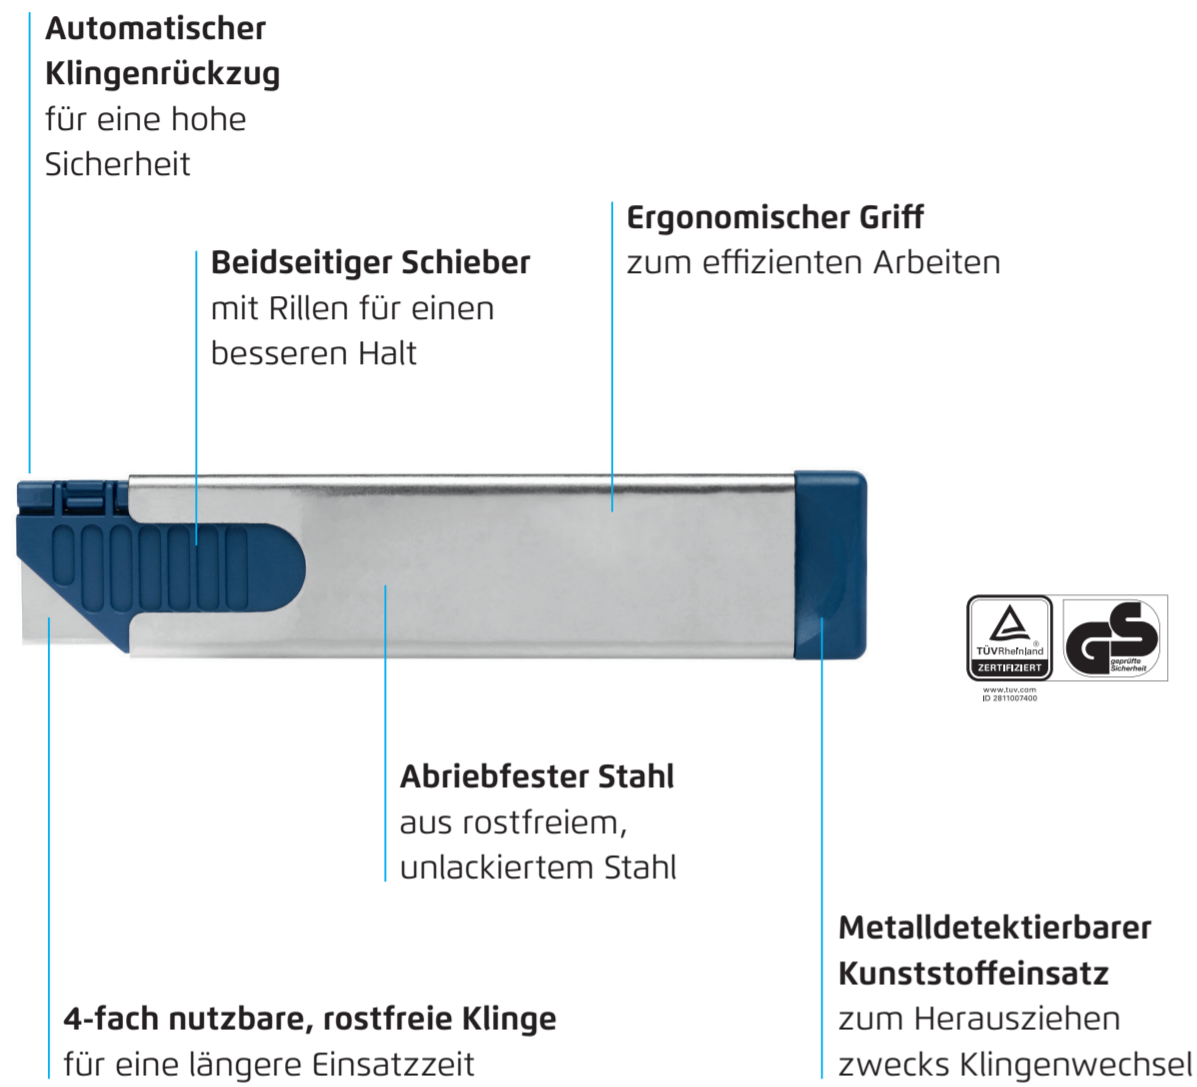 Automatischer
Klingenrückzug
für eine hohe
Sicherheit
Ergonomischer Griff
zum effizienten Arbeiten
Beidseitiger Schieber
mit Rillen für einen
besseren Halt
TÜVRheinland
®
ZERTIFIZIERT
www.tuv.com
ID 2811007400
GS
geprüfte
Sicherheit
Abriebfester Stahl
aus rostfreiem,
unlackiertem Stahl
Metalldetektierbarer
Kunststoffeinsatz
zum Herausziehen
zwecks Klingenwechsel
4-fach nutzbare, rostfreie Klinge
für eine längere Einsatzzeit